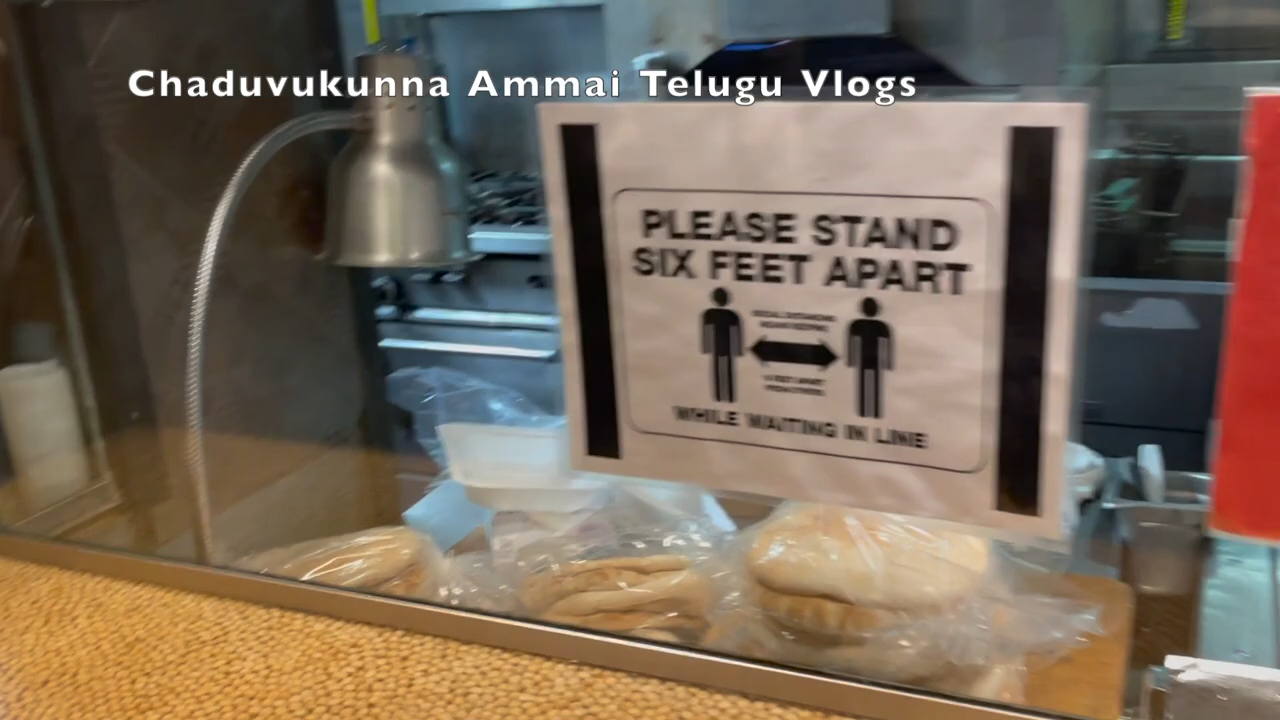 Chaduvukunna Ammai Telugu Vlogs
PLEASE STAND
SIX FEET APART
WHILE WAITING IN LINE